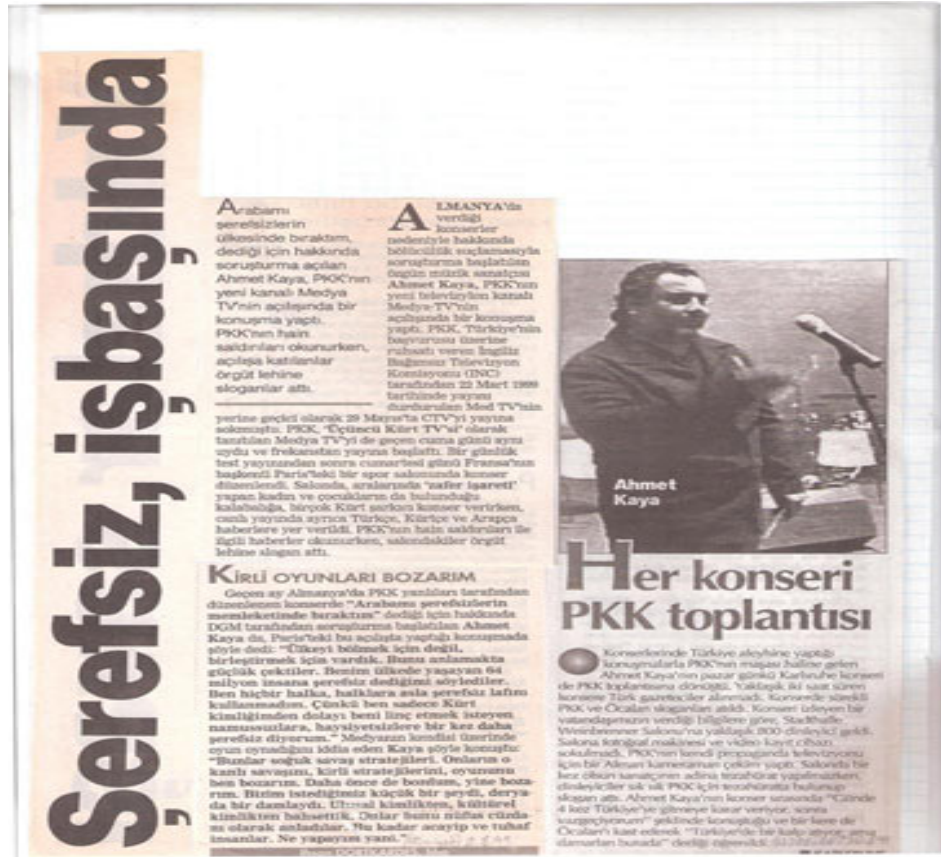 Şerefsiz, işbaşında
Arabamı
şerefsizlerin
ülkesinde bıraktım,
dediği için hakkında
soruşturma açılan
Ahmet Kaya, PKK'nın
yeni kanalı Medya
TV'nin açılışında bir
konuşma yaptı.
PKK'nın hain
saldırıları okunurken,
açılışa katılanlar
örgüt lehine
sloganlar attı.
ALMANYA'da
verdiği
konserler
nedeniyle hakkında
bölücülük suçlamasıyla
soruşturma başlatılan
özgün müzik sanatçısı
Ahmet Kaya, PKK'nın
yeni televizyon kanalı
Medya TV'nin
açılışında bir konuşma
yaptı. PKK, Türkiye'nin
başvurusu üzerine
ruhsatı veren İngiliz
Bağımsız Televizyon
Komisyonu (INC)
tarafından 22 Mart 1999
tarihinde yayını
durdurulan Med TV'nin
yerine geçici olarak 29 Mayıs'ta CTV'yi yayına
sokmuştu. PKK, "Üçüncü Kürt TV'si" olarak
tanıtılan Medya TV'yi de geçen cuma günü aynı
uydu ve frekanstan yayına başlattı. Bir günlük
test yayınından sonra cumartesi günü Fransa'nın
başkenti Paris'teki bir spor salonunda konser
düzenlendi. Salonda, aralarında "zafer işareti"
yapan kadın ve çocukların da bulunduğu
kalabalığa, birçok Kürt şarkıcı konser verirken,
canlı yayında ayrıca Türkçe, Kürtçe ve Arapça
haberlere yer verildi. PKK'nın hain saldırıları ile
ilgili haberler okunurken, salondakiler örgüt
lehine slogan attı.
KİRLİ OYUNLARI BOZARIM
Geçen ay Almanya'da PKK yanlıları tarafından
düzenlenen konserde "Arabamı şerefsizlerin
memleketinde bıraktım" dediği için hakkında
DGM tarafından soruşturma başlatılan Ahmet
Kaya da, Paris'teki bu açılışta yaptığı konuşmada
şöyle dedi: "Ülkeyi bölmek için değil,
birleştirmek için vardık. Bunu anlamakta
güçlük çektiler. Benim ülkede yaşayan 64
milyon insana şerefsiz dediğimi söylediler.
Ben hiçbir halka, halklara asla şerefsiz lafını
kullanmadım. Çünkü ben sadece Kürt
kimliğimden dolayı beni linç etmek isteyen
namussuzlara, haysiyetsizlere bir kez daha
şerefsiz diyorum." Medyanın kendisi üzerinde
oyun oynadığını iddia eden Kaya şöyle konuştu:
"Bunlar soğuk savaş stratejileri. Onların o
kanlı savaşını, kirli stratejilerini, oyununu
ben bozarım. Daha önce de bozdum, yine boza-
rım. Bizim istediğimiz küçük bir şeydi, derya-
da bir damlaydı. Ulusal kimlikten, kültürel
kimlikten bahsettik. Onlar bunu nüfus cüzda-
nı olarak anladılar. Bu kadar acayip ve tuhaf
insanlar. Ne yapayım yani."
Ahmet
Kaya
Her konseri
PKK toplantısı
Konserlerinde Türkiye aleyhine yaptığı
konuşmalarla PKK'nın maşası haline gelen
Ahmet Kaya'nın pazar günkü Karlsruhe konseri
de PKK toplantısına dönüştü. Yaklaşık iki saat süren
konsere Türk gazeteciler alınmadı. Konserde sürekli
PKK ve Öcalan sloganları atıldı. Konseri izleyen bir
vatandaşımızın verdiği bilgilere göre, Stadthalle
Weinbrenner Salonu'na yaklaşık 800 dinleyici geldi.
Salona fotoğraf makinesi ve video kayıt cihazı
sokulmadı. PKK'nın kendi propaganda televizyonu
için bir Alman kameraman çekim yaptı. Salonda bir
kez olsun sanatçının adına tezahürat yapılmazken,
dinleyiciler sık sık PKK için tezahüratta bulunup
slogan attı. Ahmet Kaya'nın konser sırasında "Günde
4 kez Türkiye'ye gitmeye karar veriyor, sonra
vazgeçiyorum" şeklinde konuştuğu ve bir kere de
Öcalan'ı kast ederek "Türkiye'de bir kalp atıyor, ama
damarları burada" dediği öğrenildi.